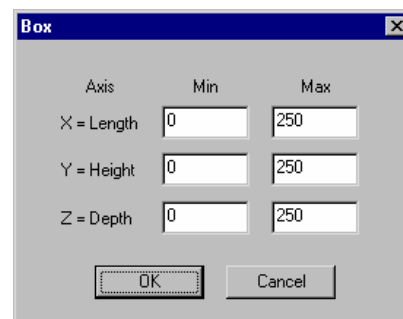 Box
Axis Min Max
X = Length 0 250
Y = Height 0 250
Z = Depth 0 250
OK Cancel